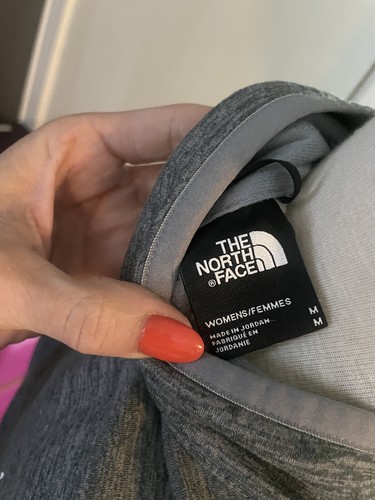 THE
NORTH
FACE
WOMENS/FEMMES M
MADE IN JORDAN M
FABRIQUÉ EN
JORDANIE